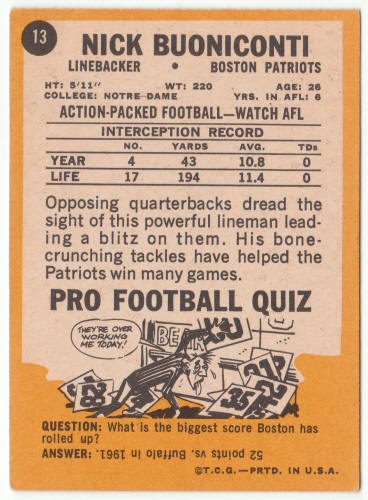 13
NICK BUONICONTI
LINEBACKER • BOSTON PATRIOTS
HT: 5'11" WT: 220 AGE: 26
COLLEGE: NOTRE DAME YRS. IN AFL: 6
ACTION-PACKED FOOTBALL—WATCH AFL
INTERCEPTION RECORD
NO. YARDS AVG. TDs
YEAR 4 43 10.8 0
LIFE 17 194 11.4 0
Opposing quarterbacks dread the
sight of this powerful lineman lead-
ing a blitz on them. His bone-
crunching tackles have helped the
Patriots win many games.
PRO FOOTBALL QUIZ
THEY'RE OVER
WORKING
ME TODAY!
BEAR
35
QUESTION: What is the biggest score Boston has
rolled up?
ANSWER: 52 points vs. Buffalo in 1961.
©T.C.G.—PRTD. IN U.S.A.